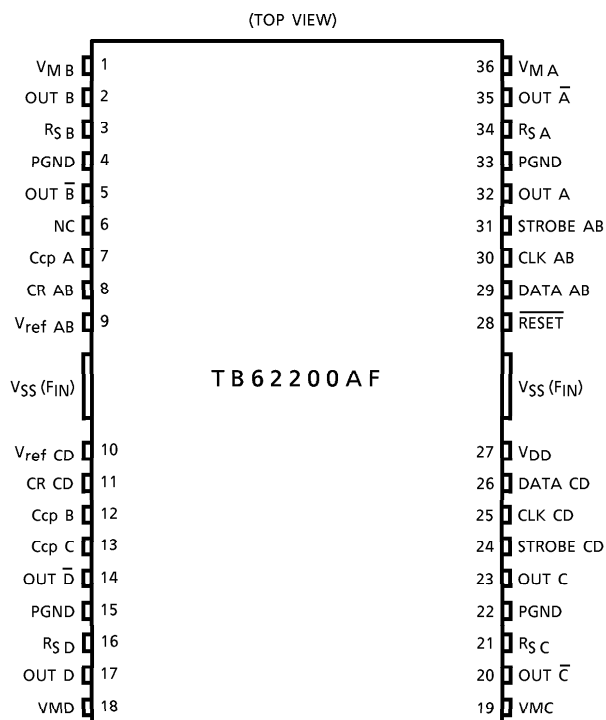 (TOP VIEW)
VM B 1 36 VM A
OUT B 2 35 OUT A̅
RS B 3 34 RS A
PGND 4 33 PGND
OUT B̅ 5 32 OUT A
NC 6 31 STROBE AB
Ccp A 7 30 CLK AB
CR AB 8 29 DATA AB
Vref AB 9 28 R̅E̅S̅E̅T̅
VSS (FIN) TB62200AF VSS (FIN)
Vref CD 10 27 VDD
CR CD 11 26 DATA CD
Ccp B 12 25 CLK CD
Ccp C 13 24 STROBE CD
OUT D̅ 14 23 OUT C
PGND 15 22 PGND
RS D 16 21 RS C
OUT D 17 20 OUT C̅
VMD 18 19 VMC